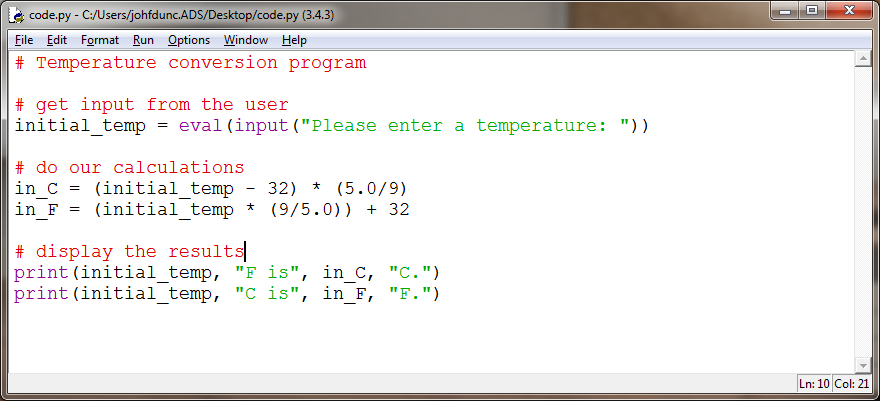 code.py - C:/Users/johfdunc.ADS/Desktop/code.py (3.4.3)
File Edit Format Run Options Window Help
# Temperature conversion program
# get input from the user
initial_temp = eval(input("Please enter a temperature: "))
# do our calculations
in_C = (initial_temp - 32) * (5.0/9)
in_F = (initial_temp * (9/5.0)) + 32
# display the results
print(initial_temp, "F is", in_C, "C.")
print(initial_temp, "C is", in_F, "F.")
Ln: 10 Col: 21